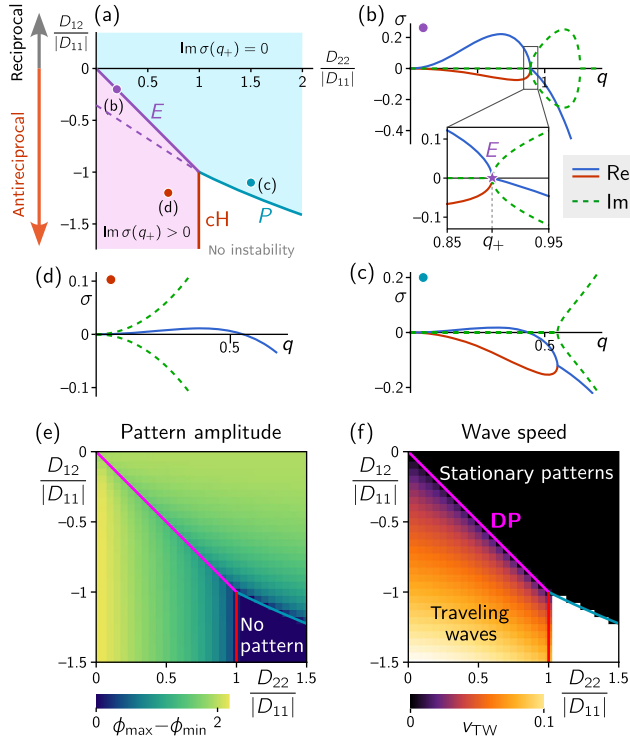 Reciprocal
Antireciprocal
D12
|D11|
(a)
Im σ(q+) = 0
D22
|D11|
0
0.5
1
1.5
2
−0.5
−1
−1.5
(b)
E
(c)
(d)
cH
P
Im σ(q+) > 0
No instability
(b)
σ
0.2
0
−0.2
−0.4
1
q
E
0.1
0
−0.1
0.85
q+
0.95
Re
Im
(d)
σ
0.1
0
−0.1
0.5
q
(c)
σ
0.2
0
−0.2
0.5
q
(e)
Pattern amplitude
D12
|D11|
0
−0.5
−1
−1.5
No
pattern
0
0.5
1
1.5
D22
|D11|
0
ϕmax−ϕmin
2
(f)
Wave speed
D12
|D11|
0
−0.5
−1
−1.5
Stationary patterns
DP
Traveling
waves
0
0.5
1
1.5
D22
|D11|
0
vTW
0.1